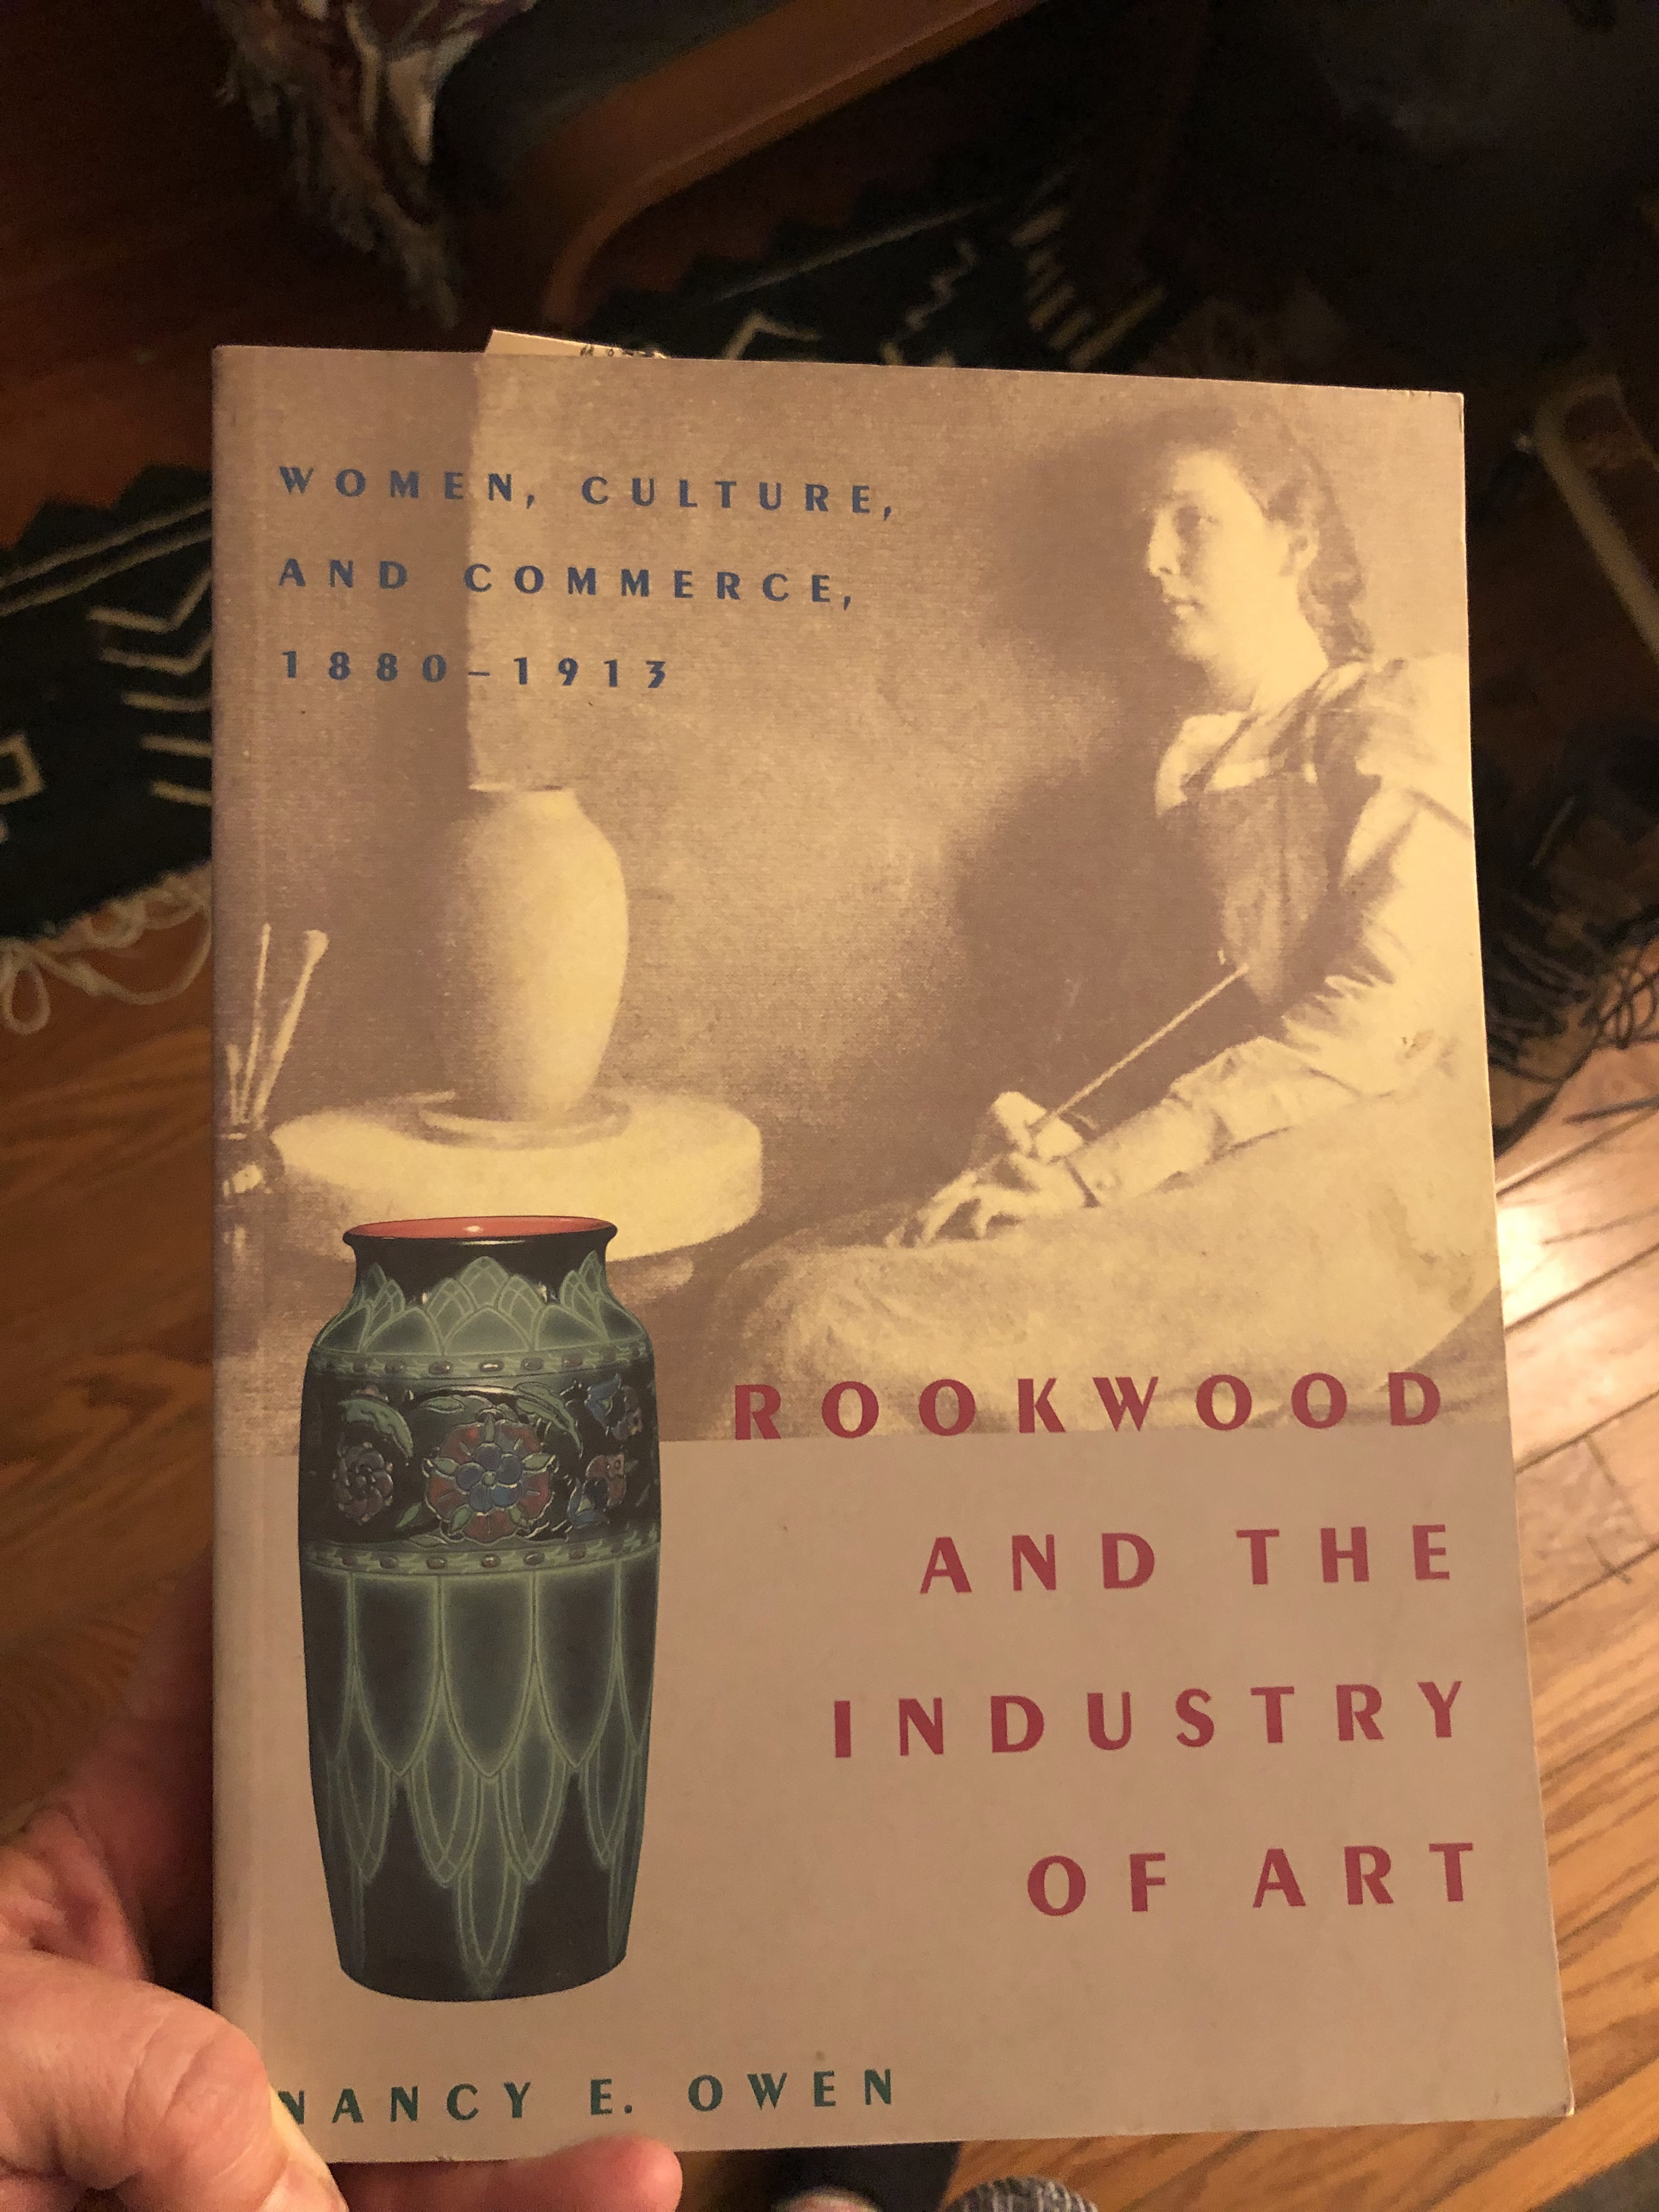 WOMEN, CULTURE,
AND COMMERCE,
1880–1913
ROOKWOOD
AND THE
INDUSTRY
OF ART
NANCY E. OWEN